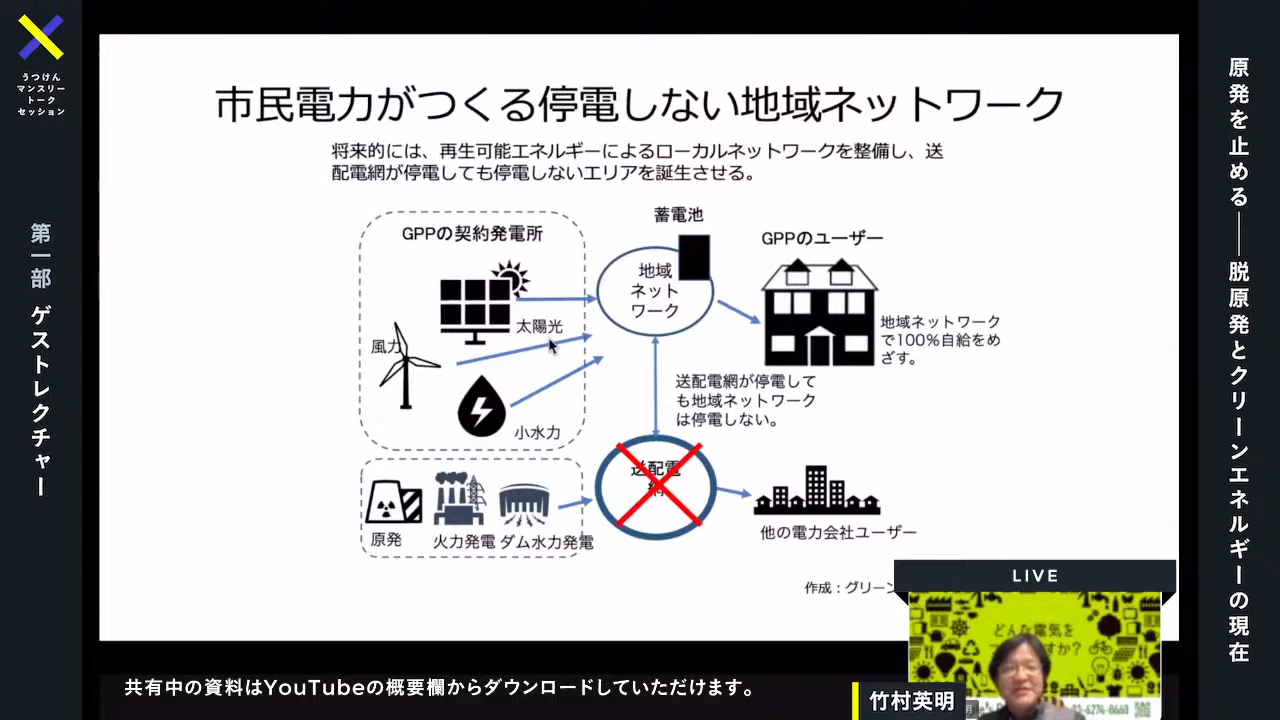 うつけん
マンスリー
トーク
セッション
第一部 ゲストレクチャー
市民電力がつくる停電しない地域ネットワーク
将来的には、再生可能エネルギーによるローカルネットワークを整備し、送
配電網が停電しても停電しないエリアを誕生させる。
GPPの契約発電所
太陽光
風力
小水力
蓄電池
地域
ネット
ワーク
GPPのユーザー
地域ネットワーク
で100%自給をめ
ざす。
送配電網が停電して
も地域ネットワーク
は停電しない。
原発
火力発電
ダム水力発電
送配電
網
他の電力会社ユーザー
作成：グリーン
LIVE
どんな電気を
すか?
6274-8660
竹村英明
共有中の資料はYouTubeの概要欄からダウンロードしていただけます。
原発を止める——脱原発とクリーンエネルギーの現在